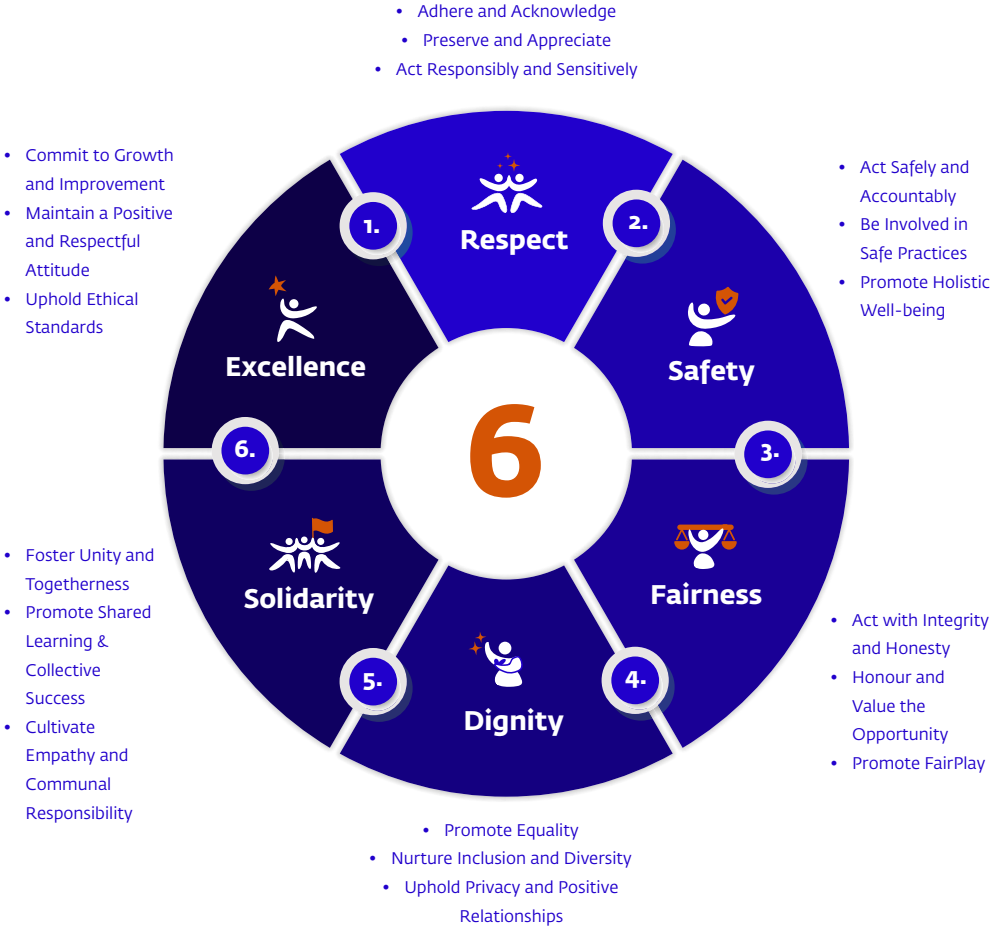 • Adhere and Acknowledge
• Preserve and Appreciate
• Act Responsibly and Sensitively
1.
Respect
2.
• Act Safely and
Accountably
• Be Involved in
Safe Practices
• Promote Holistic
Well-being
Safety
3.
• Act with Integrity
and Honesty
• Honour and
Value the
Opportunity
• Promote FairPlay
Fairness
4.
Dignity
• Promote Equality
• Nurture Inclusion and Diversity
• Uphold Privacy and Positive
Relationships
5.
Solidarity
• Foster Unity and
Togetherness
• Promote Shared
Learning &
Collective
Success
• Cultivate
Empathy and
Communal
Responsibility
6.
Excellence
• Commit to Growth
and Improvement
• Maintain a Positive
and Respectful
Attitude
• Uphold Ethical
Standards
6